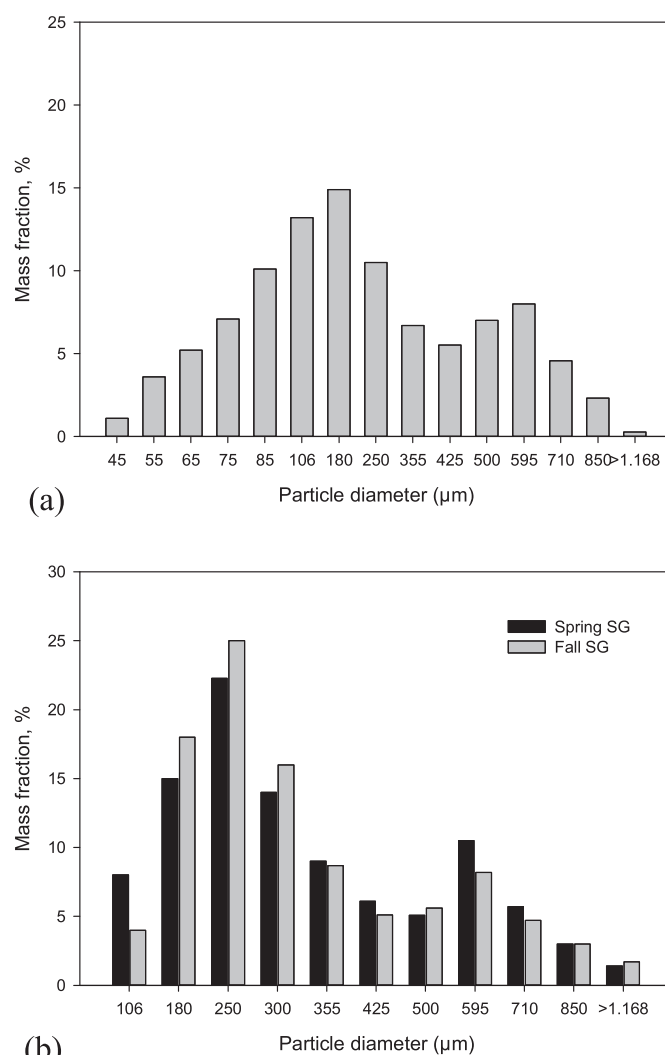 25
20
15
10
5
0
Mass fraction, %
45 55 65 75 85 106 180 250 355 425 500 595 710 850 >1.168
Particle diameter (µm)
(a)
30
25
20
15
10
5
0
Mass fraction, %
Spring SG
Fall SG
106 180 250 300 355 425 500 595 710 850 >1.168
Particle diameter (µm)
(b)